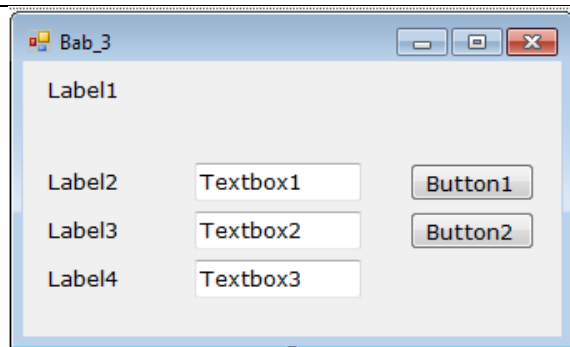 Bab_3
Label1
Label2 Textbox1 Button1
Label3 Textbox2 Button2
Label4 Textbox3